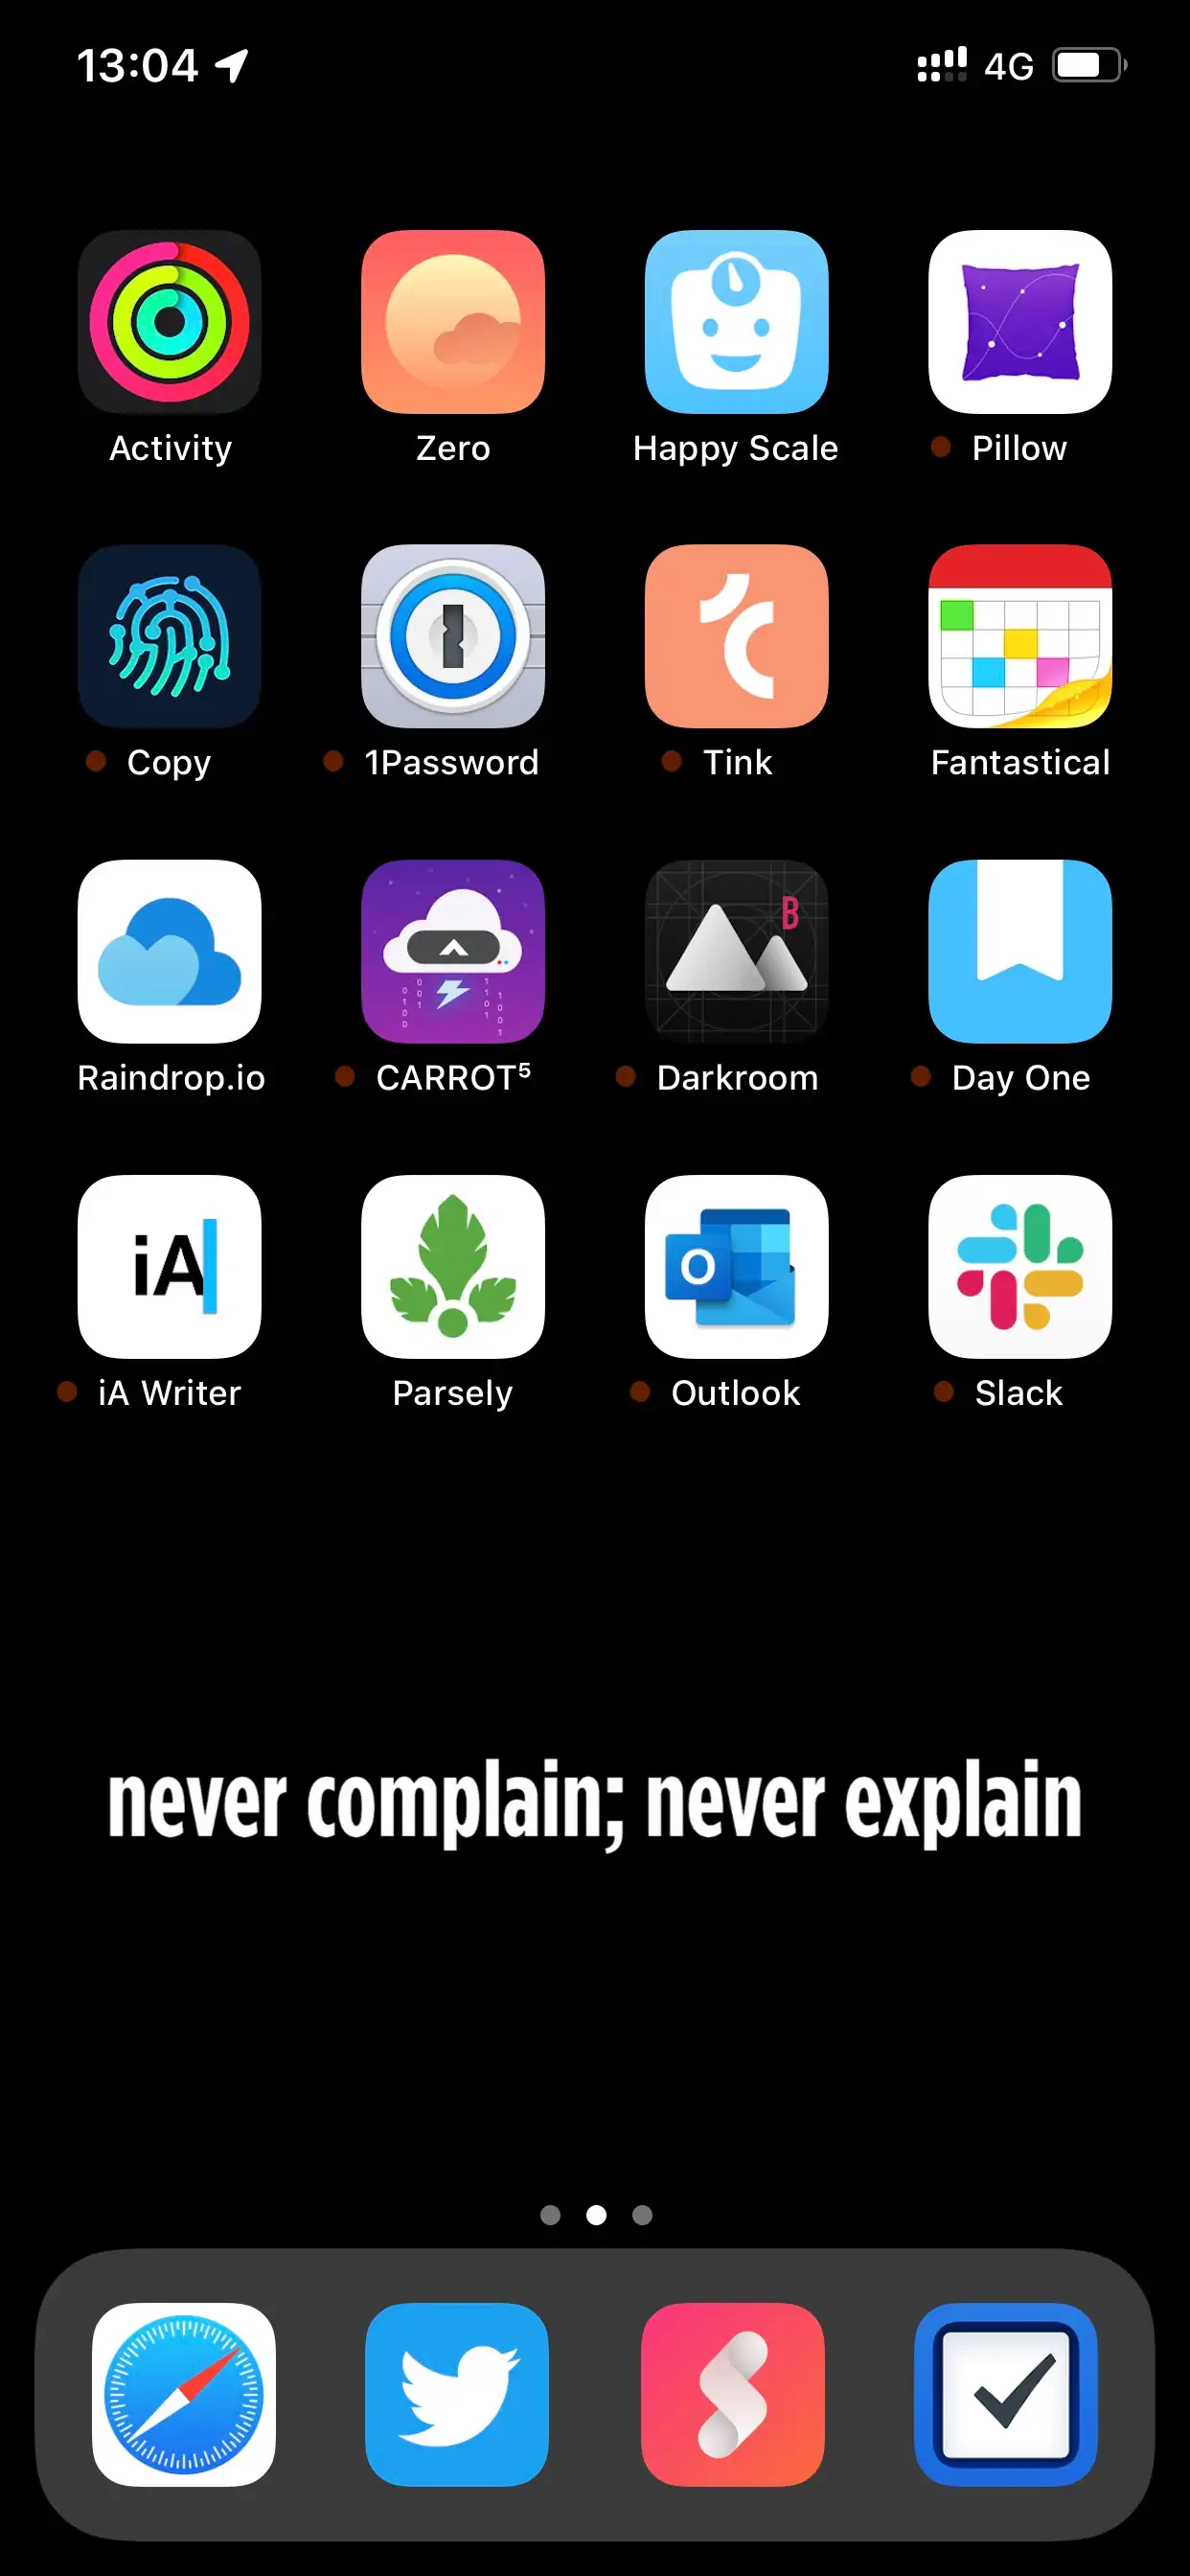 13:04 4G
Activity Zero Happy Scale Pillow
Copy 1Password Tink Fantastical
B
Raindrop.io CARROT⁵ Darkroom Day One
iA O
iA Writer Parsely Outlook Slack
never complain; never explain